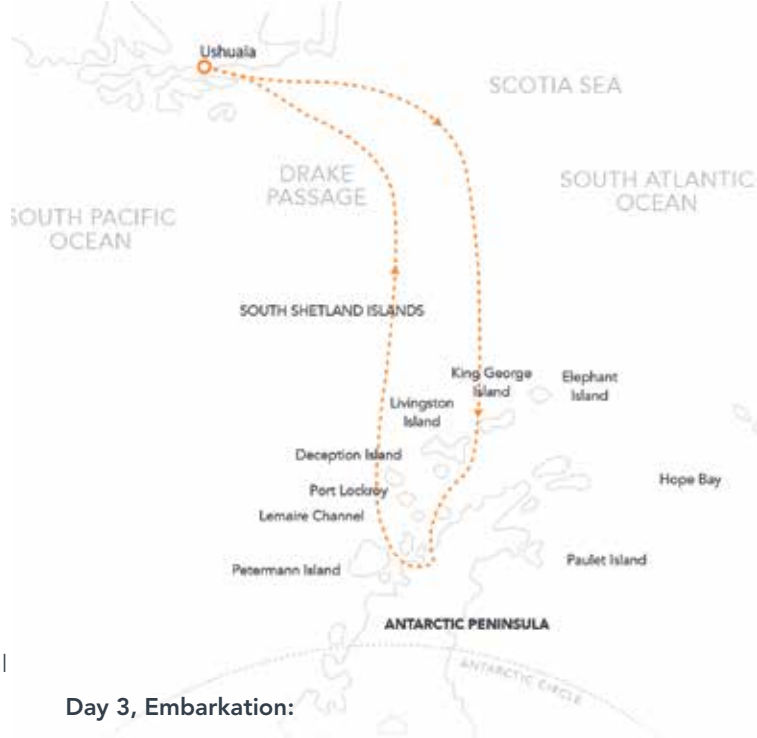 Ushuaia
SCOTIA SEA
DRAKE
PASSAGE
SOUTH ATLANTIC
OCEAN
SOUTH PACIFIC
OCEAN
SOUTH SHETLAND ISLANDS
King George
Island
Elephant
Island
Livingston
Island
Deception Island
Port Lockroy
Hope Bay
Lemaire Channel
Petermann Island
Paulet Island
ANTARCTIC PENINSULA
ANTARCTIC CIRCLE
Day 3, Embarkation: